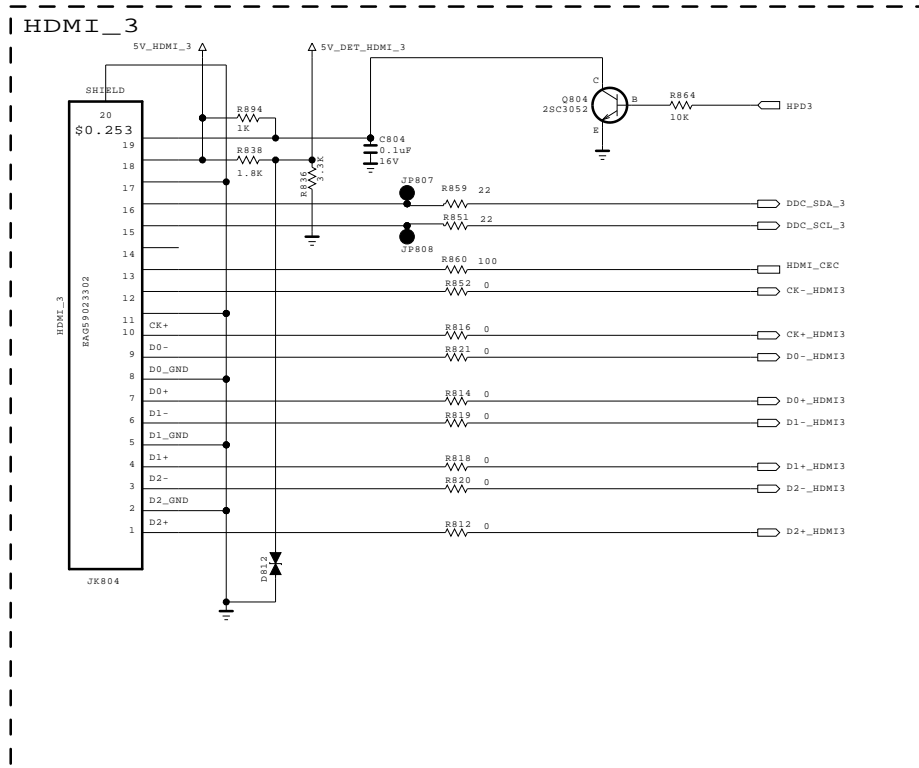 HDMI_3
5V_HDMI_3
5V_DET_HDMI_3
SHIELD
20
$0.253
R894
1K
C
Q804
2SC3052
B
E
R864
10K
HPD3
19
C804
0.1uF
16V
18
R838
1.8K
R836
3.3K
17
JP807
16
R859 22
DDC_SDA_3
15
R851 22
DDC_SCL_3
JP808
14
13
R860 100
HDMI_CEC
12
R852 0
CK-_HDMI3
HDMI_3
EAG59023302
11
10 CK+
R816 0
CK+_HDMI3
9 D0-
R821 0
D0-_HDMI3
8 D0_GND
7 D0+
R814 0
D0+_HDMI3
6 D1-
R819 0
D1-_HDMI3
5 D1_GND
4 D1+
R818 0
D1+_HDMI3
3 D2-
R820 0
D2-_HDMI3
2 D2_GND
1 D2+
R812 0
D2+_HDMI3
D812
JK804